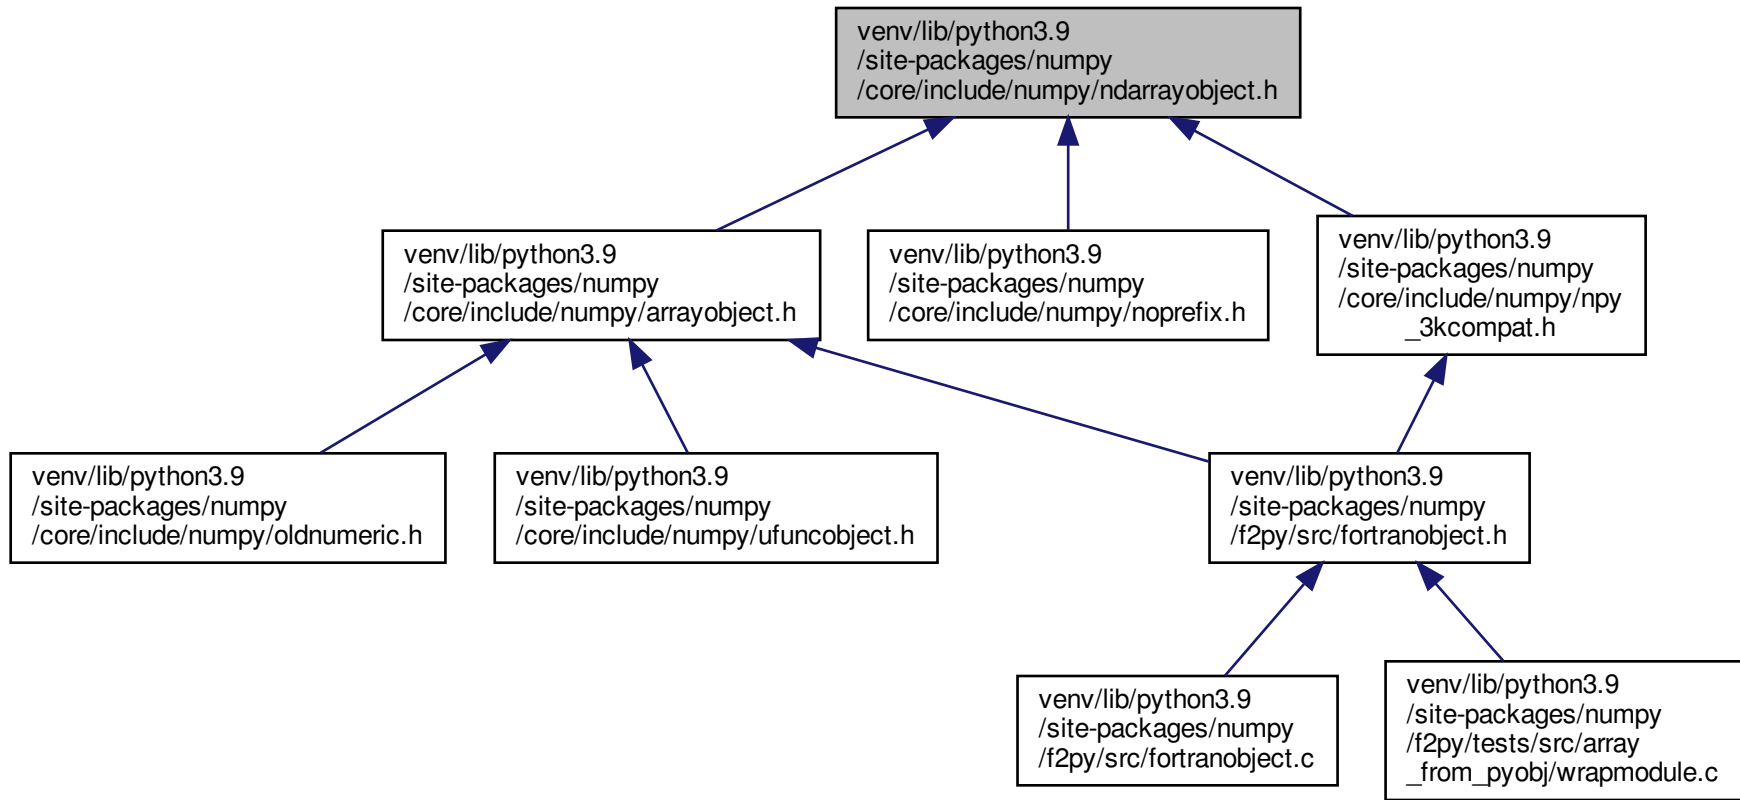 venv/lib/python3.9
/site-packages/numpy
/core/include/numpy/ndarrayobject.h
venv/lib/python3.9
/site-packages/numpy
/core/include/numpy/arrayobject.h
venv/lib/python3.9
/site-packages/numpy
/core/include/numpy/noprefix.h
venv/lib/python3.9
/site-packages/numpy
/core/include/numpy/npy
_3kcompat.h
venv/lib/python3.9
/site-packages/numpy
/core/include/numpy/oldnumeric.h
venv/lib/python3.9
/site-packages/numpy
/core/include/numpy/ufuncobject.h
venv/lib/python3.9
/site-packages/numpy
/f2py/src/fortranobject.h
venv/lib/python3.9
/site-packages/numpy
/f2py/src/fortranobject.c
venv/lib/python3.9
/site-packages/numpy
/f2py/tests/src/array
_from_pyobj/wrapmodule.c